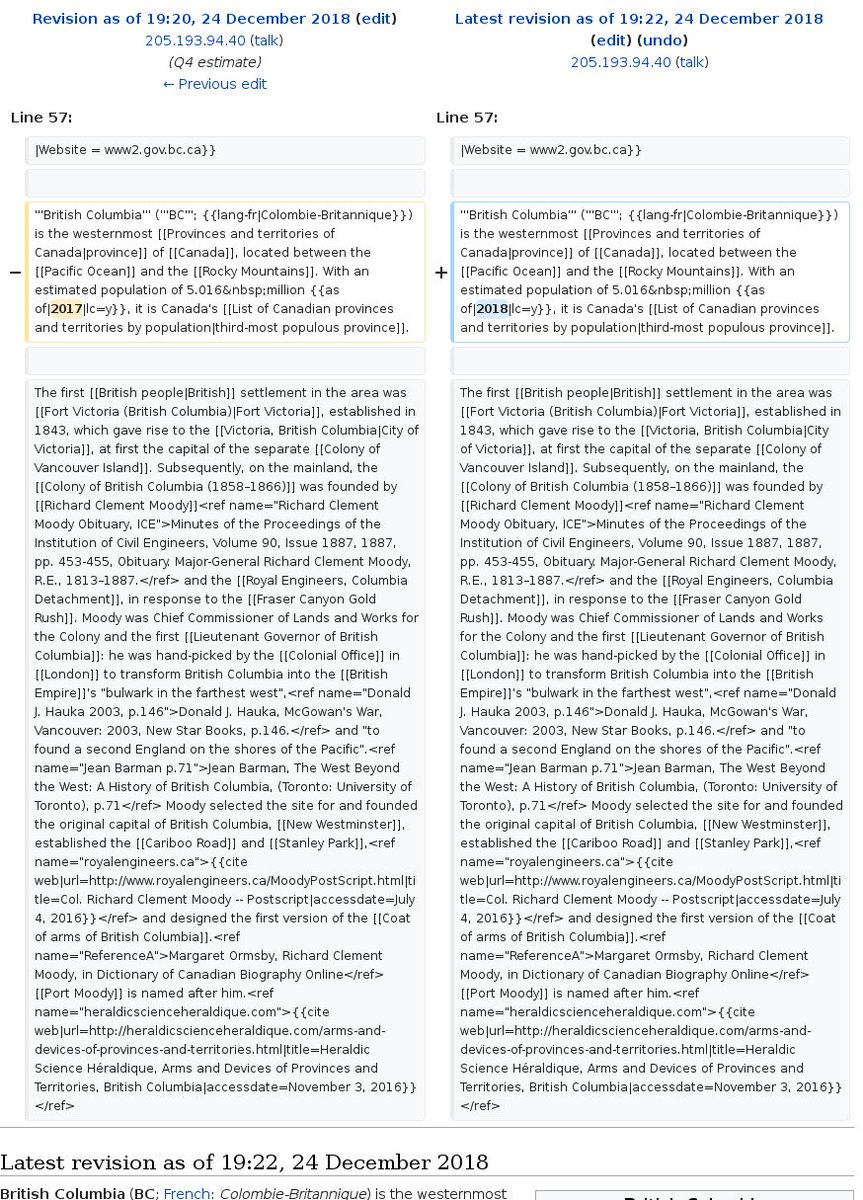 Revision as of 19:20, 24 December 2018 (edit)
205.193.94.40 (talk)
(Q4 estimate)
← Previous edit
Latest revision as of 19:22, 24 December 2018
(edit) (undo)
205.193.94.40 (talk)
Line 57:
Line 57:
|Website = www2.gov.bc.ca}}
|Website = www2.gov.bc.ca}}
−
'''British Columbia''' ('''BC'''; {{lang-fr|Colombie-Britannique}})
is the westernmost [[Provinces and territories of
Canada|province]] of [[Canada]], located between the
[[Pacific Ocean]] and the [[Rocky Mountains]]. With an
estimated population of 5.016&nbsp;million {{as
of|2017|lc=y}}, it is Canada's [[List of Canadian provinces
and territories by population|third-most populous province]].
+
'''British Columbia''' ('''BC'''; {{lang-fr|Colombie-Britannique}})
is the westernmost [[Provinces and territories of
Canada|province]] of [[Canada]], located between the
[[Pacific Ocean]] and the [[Rocky Mountains]]. With an
estimated population of 5.016&nbsp;million {{as
of|2018|lc=y}}, it is Canada's [[List of Canadian provinces
and territories by population|third-most populous province]].
The first [[British people|British]] settlement in the area was
[[Fort Victoria (British Columbia)|Fort Victoria]], established in
1843, which gave rise to the [[Victoria, British Columbia|City of
Victoria]], at first the capital of the separate [[Colony of
Vancouver Island]]. Subsequently, on the mainland, the
[[Colony of British Columbia (1858–1866)]] was founded by
[[Richard Clement Moody]]<ref name="Richard Clement
Moody Obituary, ICE">Minutes of the Proceedings of the
Institution of Civil Engineers, Volume 90, Issue 1887, 1887,
pp. 453-455, Obituary. Major-General Richard Clement Moody,
R.E., 1813–1887.</ref> and the [[Royal Engineers, Columbia
Detachment]], in response to the [[Fraser Canyon Gold
Rush]]. Moody was Chief Commissioner of Lands and Works for
the Colony and the first [[Lieutenant Governor of British
Columbia]]: he was hand-picked by the [[Colonial Office]] in
[[London]] to transform British Columbia into the [[British
Empire]]'s "bulwark in the farthest west",<ref name="Donald
J. Hauka 2003, p.146">Donald J. Hauka, McGowan's War,
Vancouver: 2003, New Star Books, p.146.</ref> and "to
found a second England on the shores of the Pacific".<ref
name="Jean Barman p.71">Jean Barman, The West Beyond
the West: A History of British Columbia, (Toronto: University of
Toronto), p.71</ref> Moody selected the site for and founded
the original capital of British Columbia, [[New Westminster]],
established the [[Cariboo Road]] and [[Stanley Park]],<ref
name="royalengineers.ca">{{cite
web|url=http://www.royalengineers.ca/MoodyPostScript.html|ti
tle=Col. Richard Clement Moody -- Postscript|accessdate=July
4, 2016}}</ref> and designed the first version of the [[Coat
of arms of British Columbia]].<ref
name="ReferenceA">Margaret Ormsby, Richard Clement
Moody, in Dictionary of Canadian Biography Online</ref>
[[Port Moody]] is named after him.<ref
name="heraldicscienceheraldique.com">{{cite
web|url=http://heraldicscienceheraldique.com/arms-and-
devices-of-provinces-and-territories.html|title=Heraldic
Science Héraldique, Arms and Devices of Provinces and
Territories, British Columbia|accessdate=November 3, 2016}}
</ref>
The first [[British people|British]] settlement in the area was
[[Fort Victoria (British Columbia)|Fort Victoria]], established in
1843, which gave rise to the [[Victoria, British Columbia|City
of Victoria]], at first the capital of the separate [[Colony of
Vancouver Island]]. Subsequently, on the mainland, the
[[Colony of British Columbia (1858–1866)]] was founded by
[[Richard Clement Moody]]<ref name="Richard Clement
Moody Obituary, ICE">Minutes of the Proceedings of the
Institution of Civil Engineers, Volume 90, Issue 1887, 1887,
pp. 453-455, Obituary. Major-General Richard Clement Moody,
R.E., 1813–1887.</ref> and the [[Royal Engineers, Columbia
Detachment]], in response to the [[Fraser Canyon Gold
Rush]]. Moody was Chief Commissioner of Lands and Works
for the Colony and the first [[Lieutenant Governor of British
Columbia]]: he was hand-picked by the [[Colonial Office]] in
[[London]] to transform British Columbia into the [[British
Empire]]'s "bulwark in the farthest west",<ref name="Donald
J. Hauka 2003, p.146">Donald J. Hauka, McGowan's War,
Vancouver: 2003, New Star Books, p.146.</ref> and "to
found a second England on the shores of the Pacific".<ref
name="Jean Barman p.71">Jean Barman, The West Beyond
the West: A History of British Columbia, (Toronto: University of
Toronto), p.71</ref> Moody selected the site for and founded
the original capital of British Columbia, [[New Westminster]],
established the [[Cariboo Road]] and [[Stanley Park]],<ref
name="royalengineers.ca">{{cite
web|url=http://www.royalengineers.ca/MoodyPostScript.html|ti
tle=Col. Richard Clement Moody -- Postscript|accessdate=July
4, 2016}}</ref> and designed the first version of the [[Coat
of arms of British Columbia]].<ref
name="ReferenceA">Margaret Ormsby, Richard Clement
Moody, in Dictionary of Canadian Biography Online</ref>
[[Port Moody]] is named after him.<ref
name="heraldicscienceheraldique.com">{{cite
web|url=http://heraldicscienceheraldique.com/arms-and-
devices-of-provinces-and-territories.html|title=Heraldic
Science Héraldique, Arms and Devices of Provinces and
Territories, British Columbia|accessdate=November 3, 2016}}
</ref>
Latest revision as of 19:22, 24 December 2018
British Columbia (BC; French: Colombie-Britannique) is the westernmost